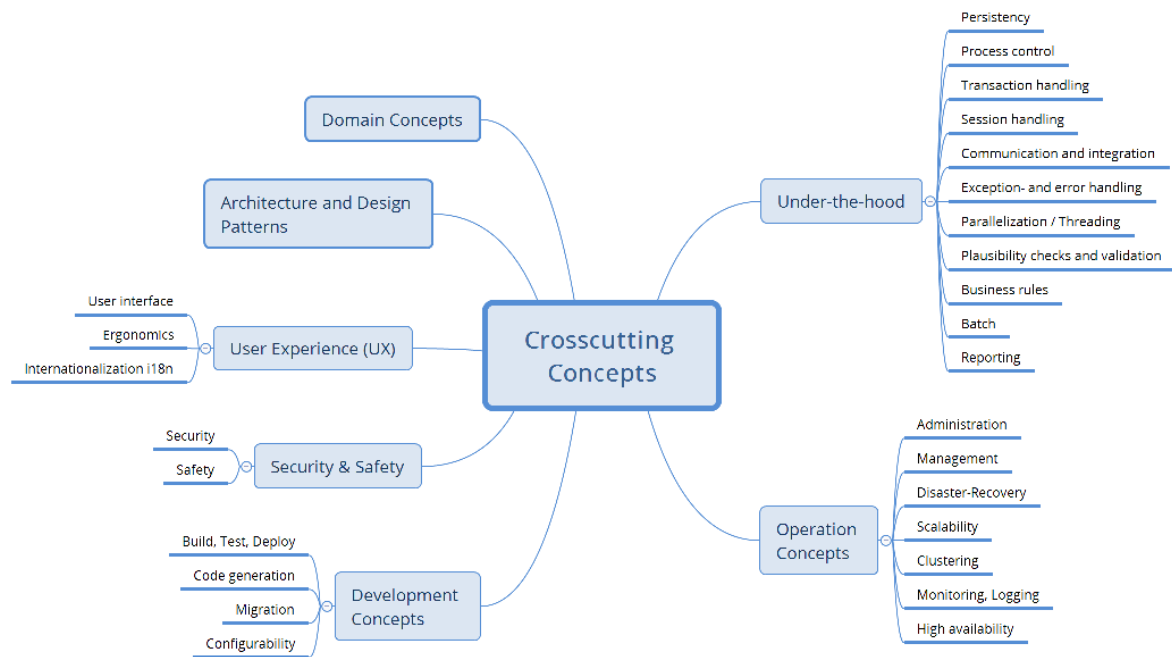 Crosscutting
Concepts
Domain Concepts
Architecture and Design
Patterns
User Experience (UX)
User interface
Ergonomics
Internationalization i18n
Security & Safety
Security
Safety
Development
Concepts
Build, Test, Deploy
Code generation
Migration
Configurability
Under-the-hood
Persistency
Process control
Transaction handling
Session handling
Communication and integration
Exception- and error handling
Parallelization / Threading
Plausibility checks and validation
Business rules
Batch
Reporting
Operation
Concepts
Administration
Management
Disaster-Recovery
Scalability
Clustering
Monitoring, Logging
High availability